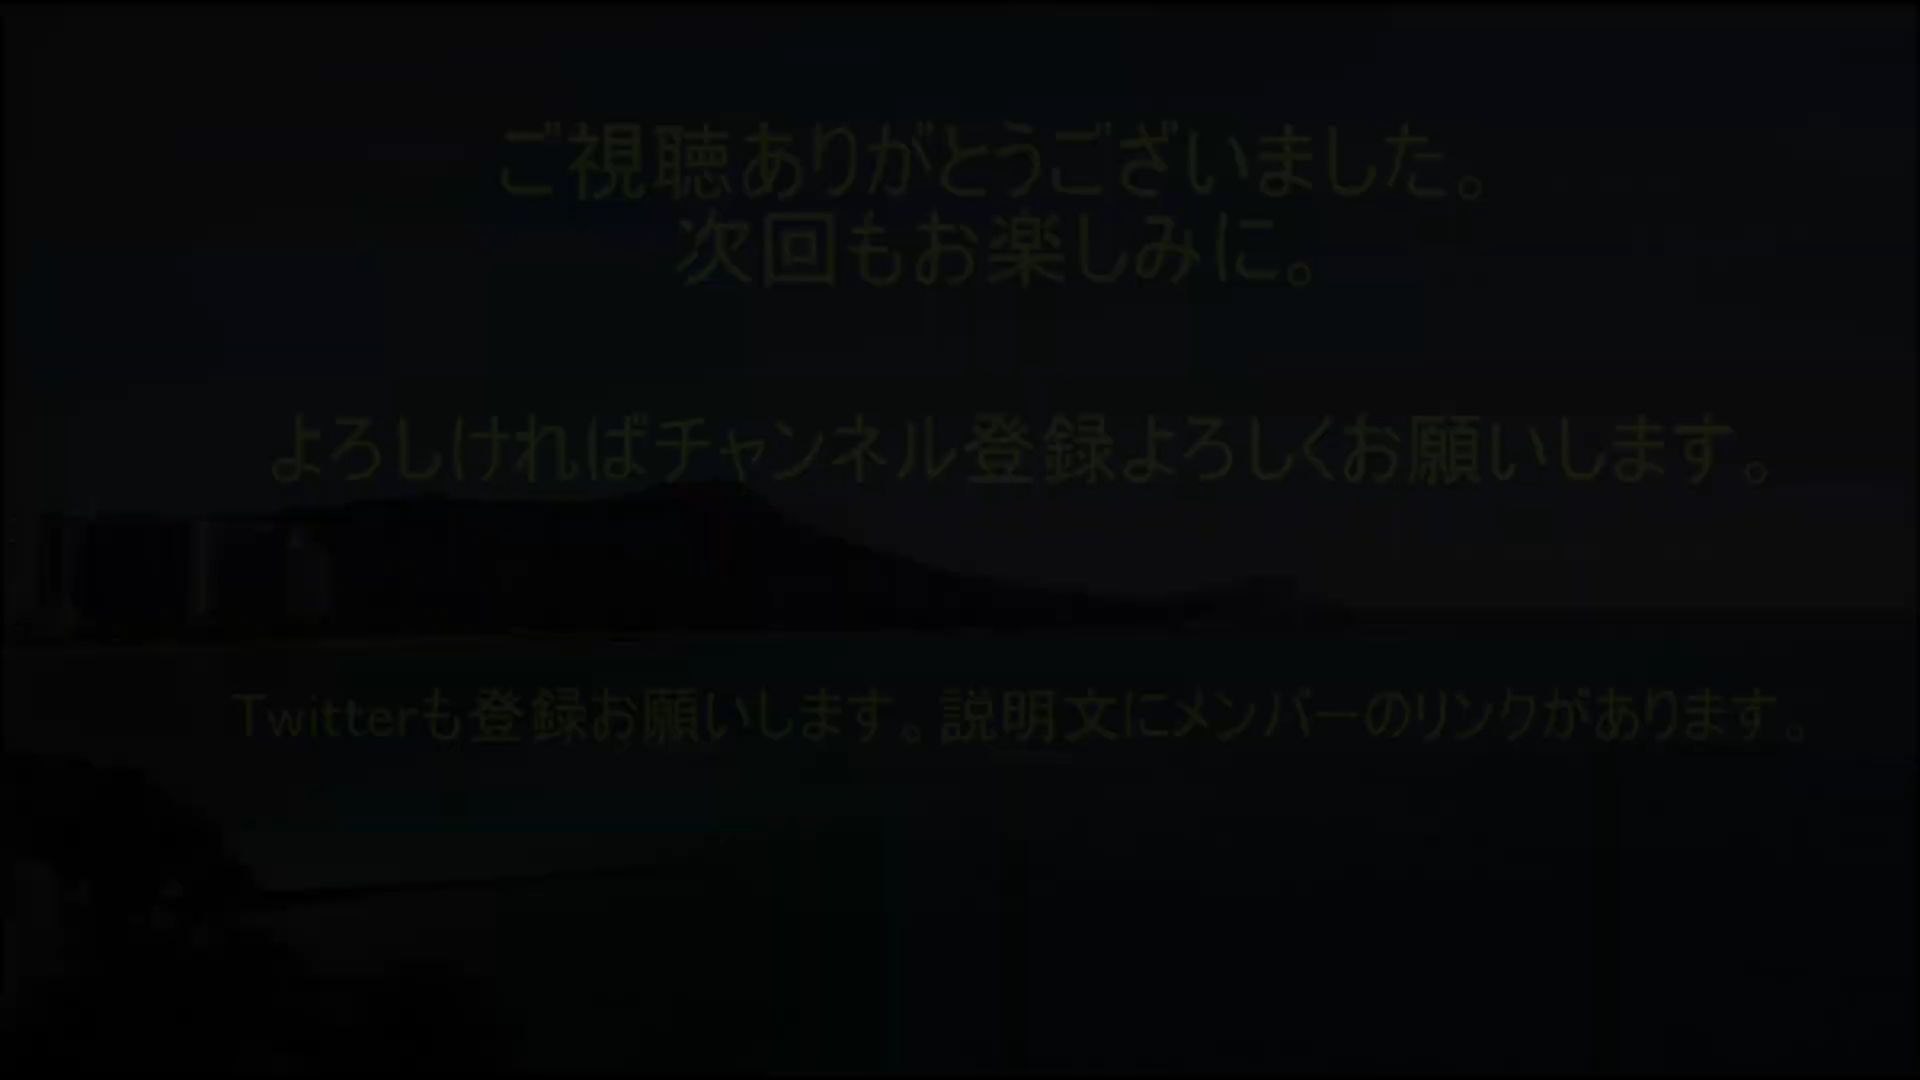 ご視聴ありがとうございました。
次回もお楽しみに。
よろしければチャンネル登録よろしくお願いします。
Twitterも登録お願いします。説明文にメンバーのリンクがあります。